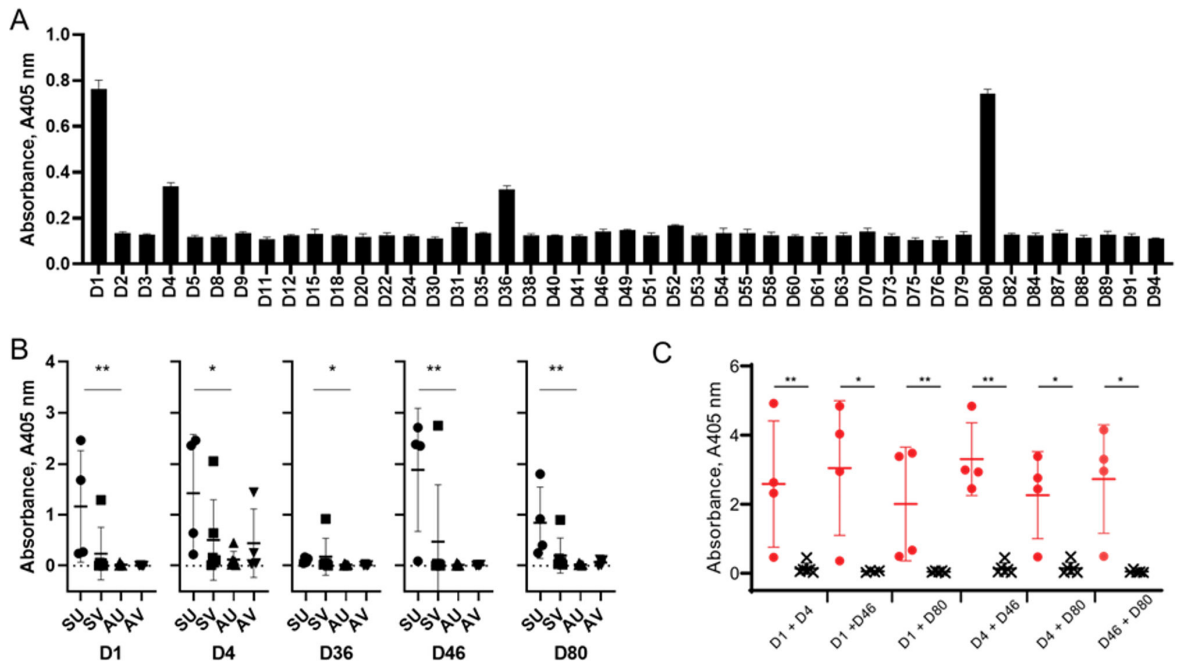 A
Absorbance, A405 nm
1.0
0.8
0.6
0.4
0.2
0.0
D1 D2 D3 D4 D5 D8 D9 D11 D12 D15 D18 D20 D22 D24 D30 D31 D35 D36 D38 D40 D41 D46 D49 D51 D52 D53 D54 D55 D58 D60 D61 D63 D70 D73 D75 D76 D79 D80 D82 D84 D87 D88 D89 D91 D94
B
Absorbance, A405 nm
4
3
2
1
0
** * * ** **
SU SV AU AV SU SV AU AV SU SV AU AV SU SV AU AV SU SV AU AV
D1 D4 D36 D46 D80
C
Absorbance, A405 nm
6
4
2
0
** * ** ** * *
D1 + D4 D1 +D46 D1 + D80 D4 + D46 D4 + D80 D46 + D80